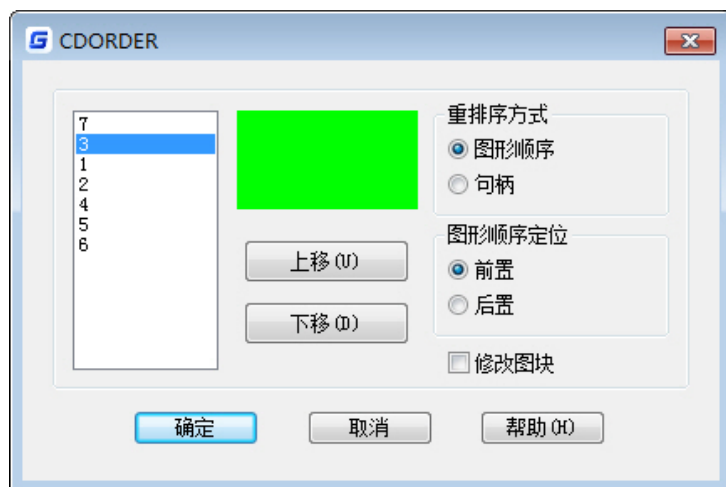 CDORDER
7
3
1
2
4
5
6
上移(U)
下移(D)
重排序方式
图形顺序
句柄
图形顺序定位
前置
后置
修改图块
确定
取消
帮助(H)